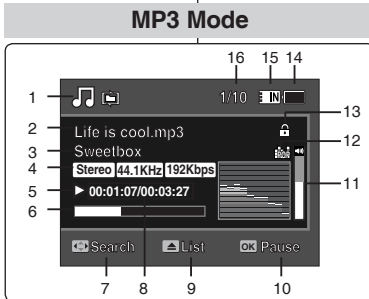 MP3 Mode
16 15 14
1 1/10 IN
13
2 Life is cool.mp3
12
3 Sweetbox
4 Stereo 44.1KHz 192Kbps
11
5 00:01:07/00:03:27
6
Search List OK Pause
7 8 9 10